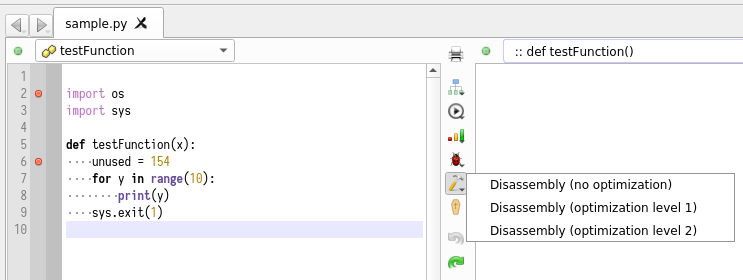 sample.py
testFunction
:: def testFunction()
1
2 import os
3 import sys
4
5 def testFunction(x):
6 ····unused = 154
7 ····for y in range(10):
8 ········print(y)
9 ····sys.exit(1)
10
Disassembly (no optimization)
Disassembly (optimization level 1)
Disassembly (optimization level 2)